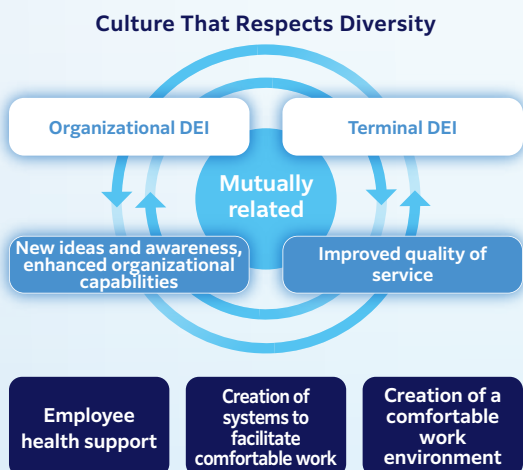 Culture That Respects Diversity
Organizational DEI
Terminal DEI
Mutually
related
New ideas and awareness,
enhanced organizational
capabilities
Improved quality of
service
Employee
health support
Creation of
systems to
facilitate
comfortable work
Creation of a
comfortable
work
environment